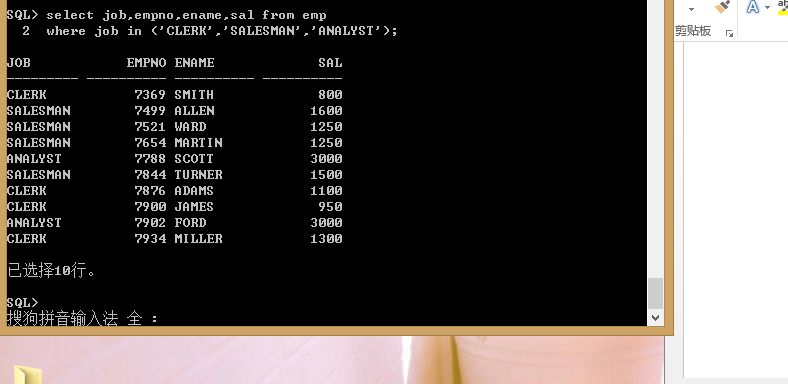 SQL> select job,empno,ename,sal from emp
2 where job in ('CLERK','SALESMAN','ANALYST');
JOB EMPNO ENAME SAL
---------- ---------- ---------- ----------
CLERK 7369 SMITH 800
SALESMAN 7499 ALLEN 1600
SALESMAN 7521 WARD 1250
SALESMAN 7654 MARTIN 1250
ANALYST 7788 SCOTT 3000
SALESMAN 7844 TURNER 1500
CLERK 7876 ADAMS 1100
CLERK 7900 JAMES 950
ANALYST 7902 FORD 3000
CLERK 7934 MILLER 1300
已选择10行。
SQL>
搜狗拼音输入法 全 :
A
剪贴板